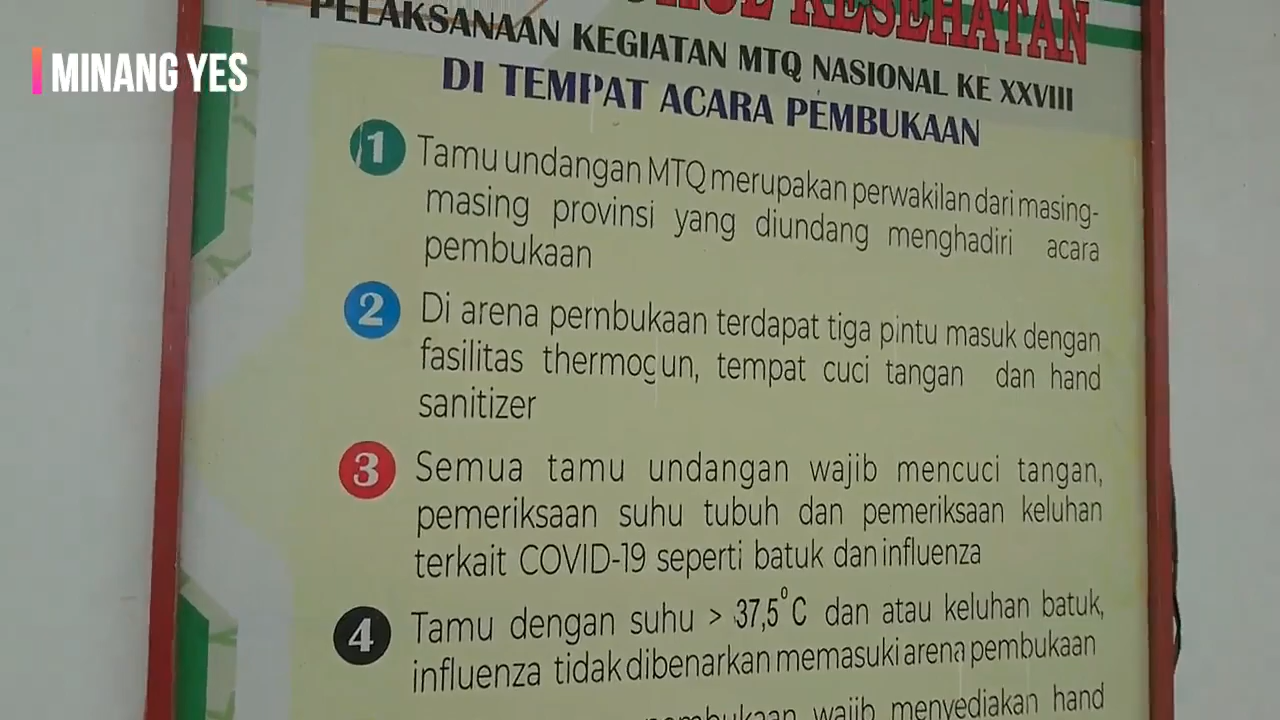 MINANG YES
KESEHATAN
PELAKSANAAN KEGIATAN MTQ NASIONAL KE XXVIII
DI TEMPAT ACARA PEMBUKAAN
1 Tamu undangan MTQ merupakan perwakilan dari masing-
masing provinsi yang diundang menghadiri acara
pembukaan
2 Di arena pembukaan terdapat tiga pintu masuk dengan
fasilitas thermogun, tempat cuci tangan dan hand
sanitizer
3 Semua tamu undangan wajib mencuci tangan,
pemeriksaan suhu tubuh dan pemeriksaan keluhan
terkait COVID-19 seperti batuk dan influenza
4 Tamu dengan suhu > 37,5°C dan atau keluhan batuk,
influenza tidak dibenarkan memasuki arena pembukaan
pembukaan wajib menyediakan hand